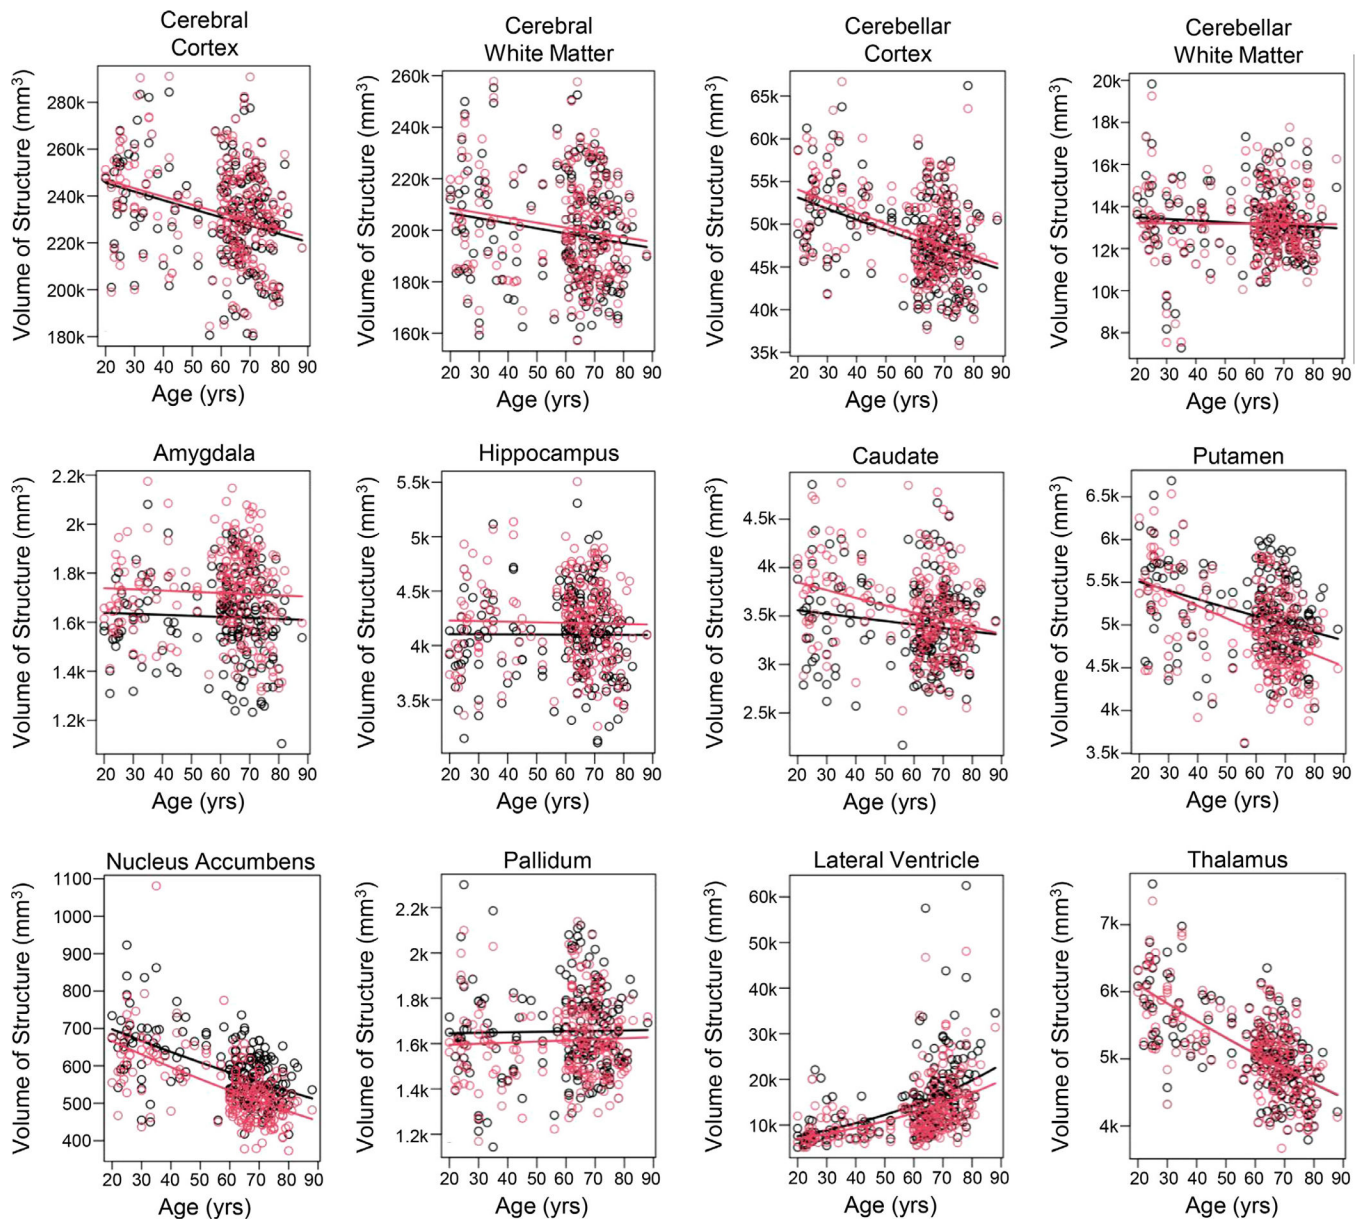 Cerebral
Cortex
Volume of Structure (mm³)
280k
260k
240k
220k
200k
180k
20 30 40 50 60 70 80 90
Age (yrs)
Cerebral
White Matter
Volume of Structure (mm³)
260k
240k
220k
200k
180k
160k
20 30 40 50 60 70 80 90
Age (yrs)
Cerebellar
Cortex
Volume of Structure (mm³)
65k
60k
55k
50k
45k
40k
35k
20 30 40 50 60 70 80 90
Age (yrs)
Cerebellar
White Matter
Volume of Structure (mm³)
20k
18k
16k
14k
12k
10k
8k
20 30 40 50 60 70 80 90
Age (yrs)
Amygdala
Volume of Structure (mm³)
2.2k
2k
1.8k
1.6k
1.4k
1.2k
20 30 40 50 60 70 80 90
Age (yrs)
Hippocampus
Volume of Structure (mm³)
5.5k
5k
4.5k
4k
3.5k
20 30 40 50 60 70 80 90
Age (yrs)
Caudate
Volume of Structure (mm³)
4.5k
4k
3.5k
3k
2.5k
20 30 40 50 60 70 80 90
Age (yrs)
Putamen
Volume of Structure (mm³)
6.5k
6k
5.5k
5k
4.5k
4k
3.5k
20 30 40 50 60 70 80 90
Age (yrs)
Nucleus Accumbens
Volume of Structure (mm³)
1100
1000
900
800
700
600
500
400
20 30 40 50 60 70 80 90
Age (yrs)
Pallidum
Volume of Structure (mm³)
2.2k
2k
1.8k
1.6k
1.4k
1.2k
20 30 40 50 60 70 80 90
Age (yrs)
Lateral Ventricle
Volume of Structure (mm³)
60k
50k
40k
30k
20k
10k
20 30 40 50 60 70 80 90
Age (yrs)
Thalamus
Volume of Structure (mm³)
7k
6k
5k
4k
20 30 40 50 60 70 80 90
Age (yrs)